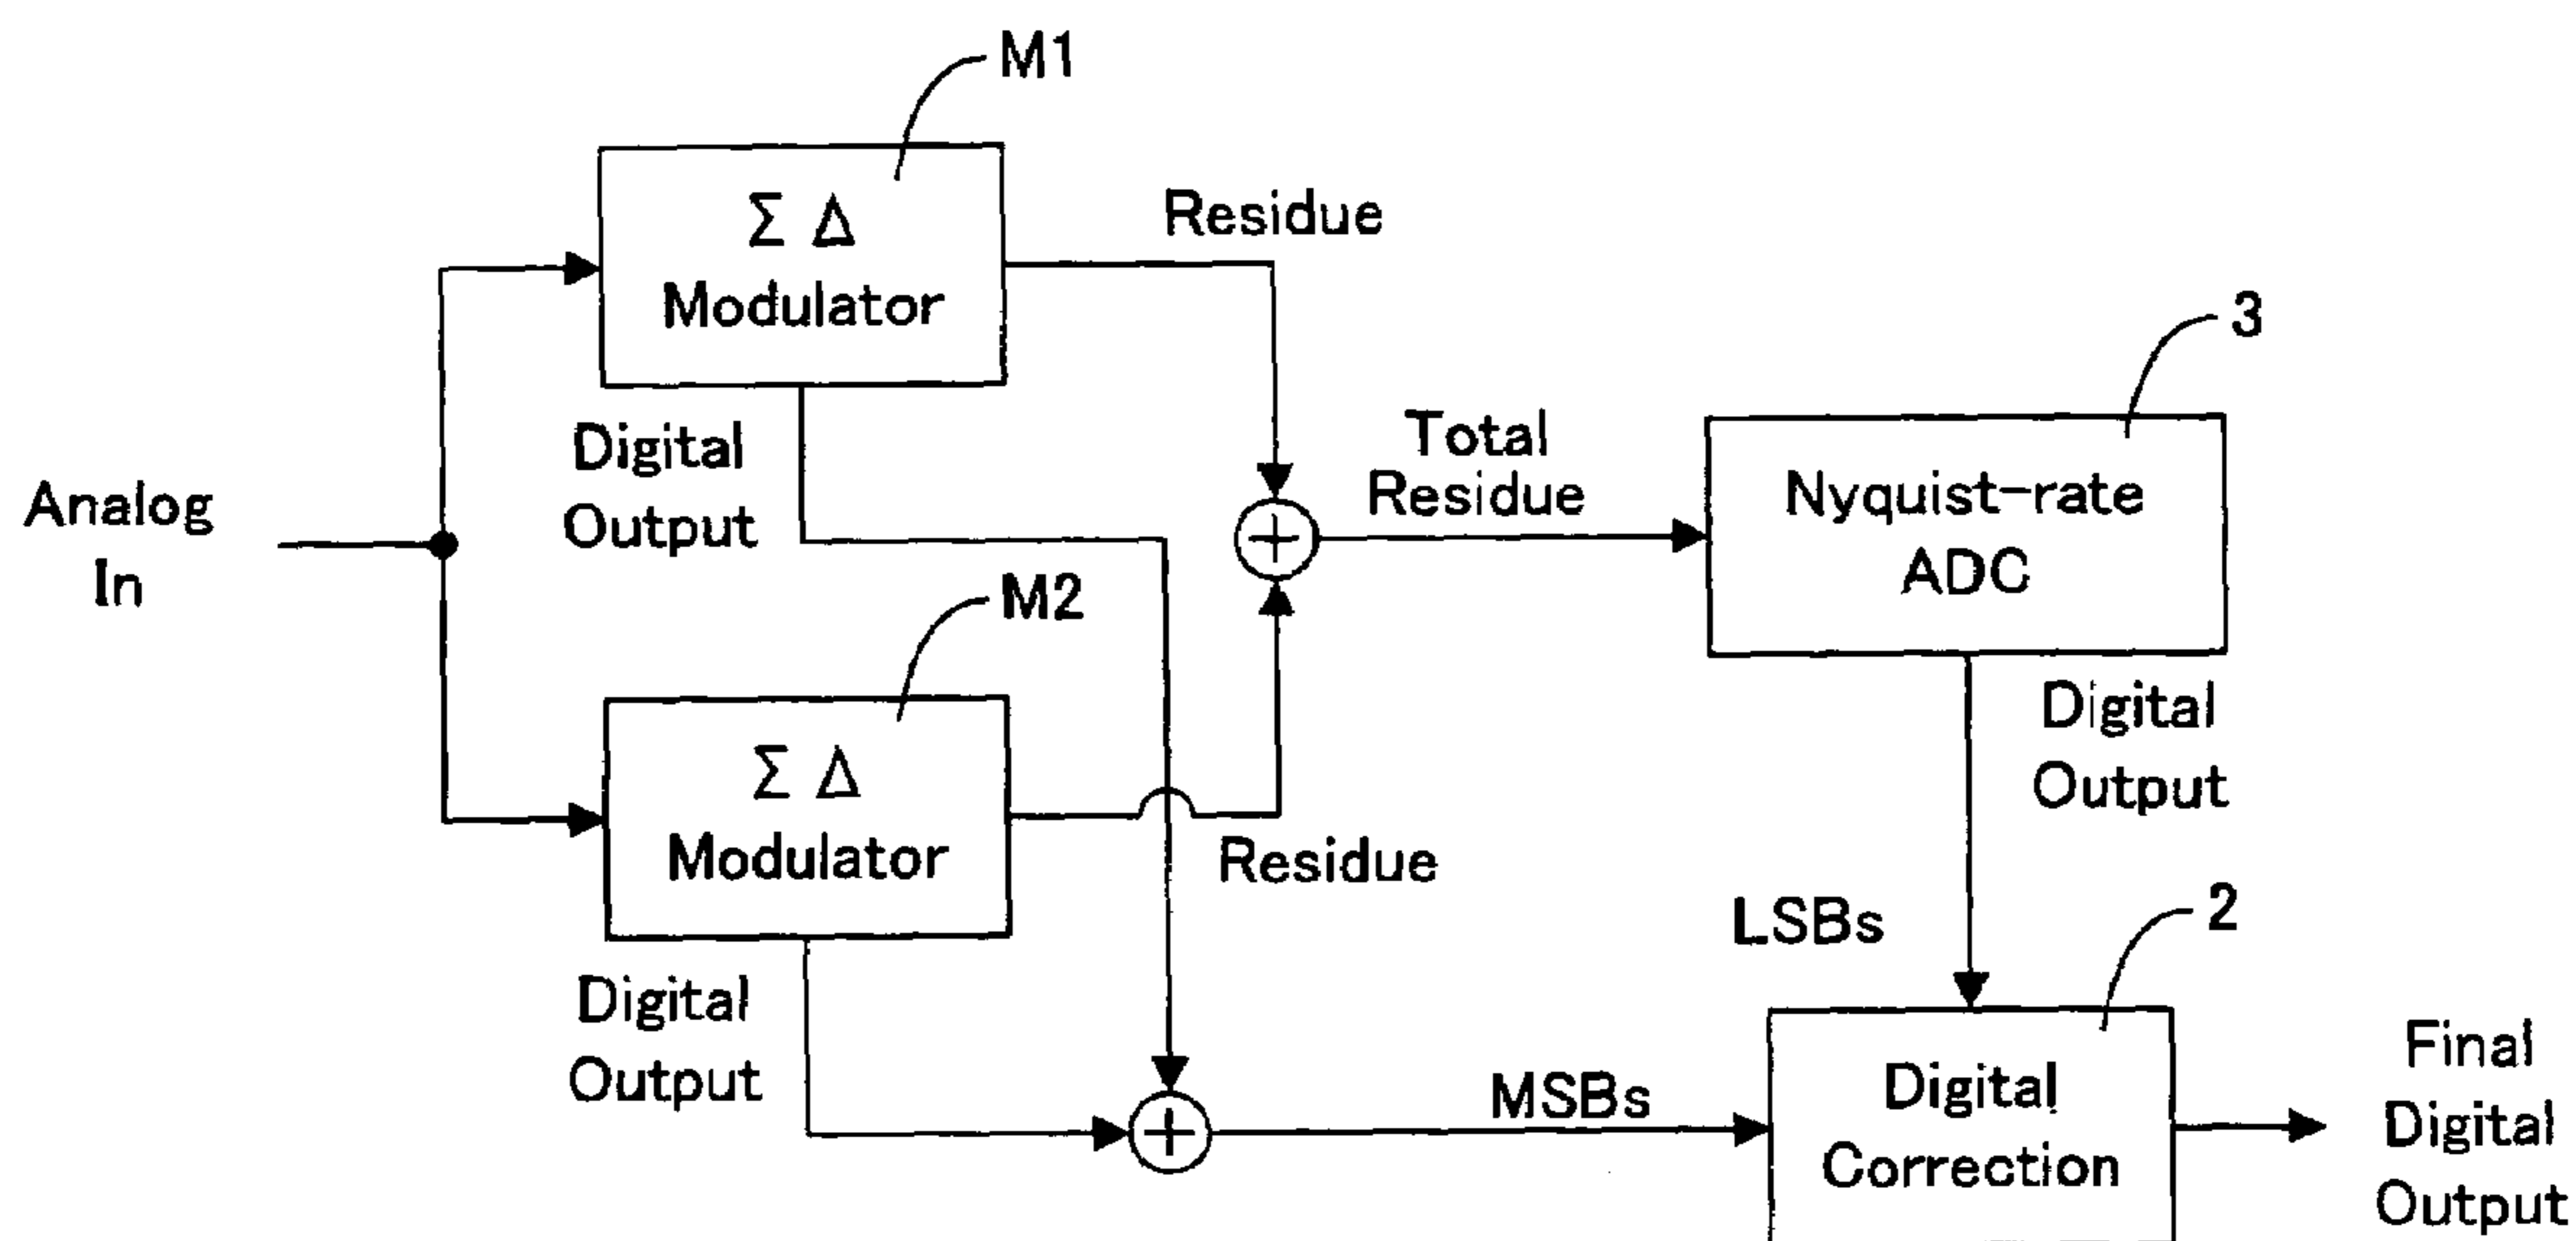 M1
Σ Δ
Modulator
Residue
3
Digital
Output
Total
Residue
Nyquist-rate
ADC
Analog
In
M2
Σ Δ
Modulator
Residue
Digital
Output
LSBs
2
Digital
Output
MSBs
Digital
Correction
Final
Digital
Output